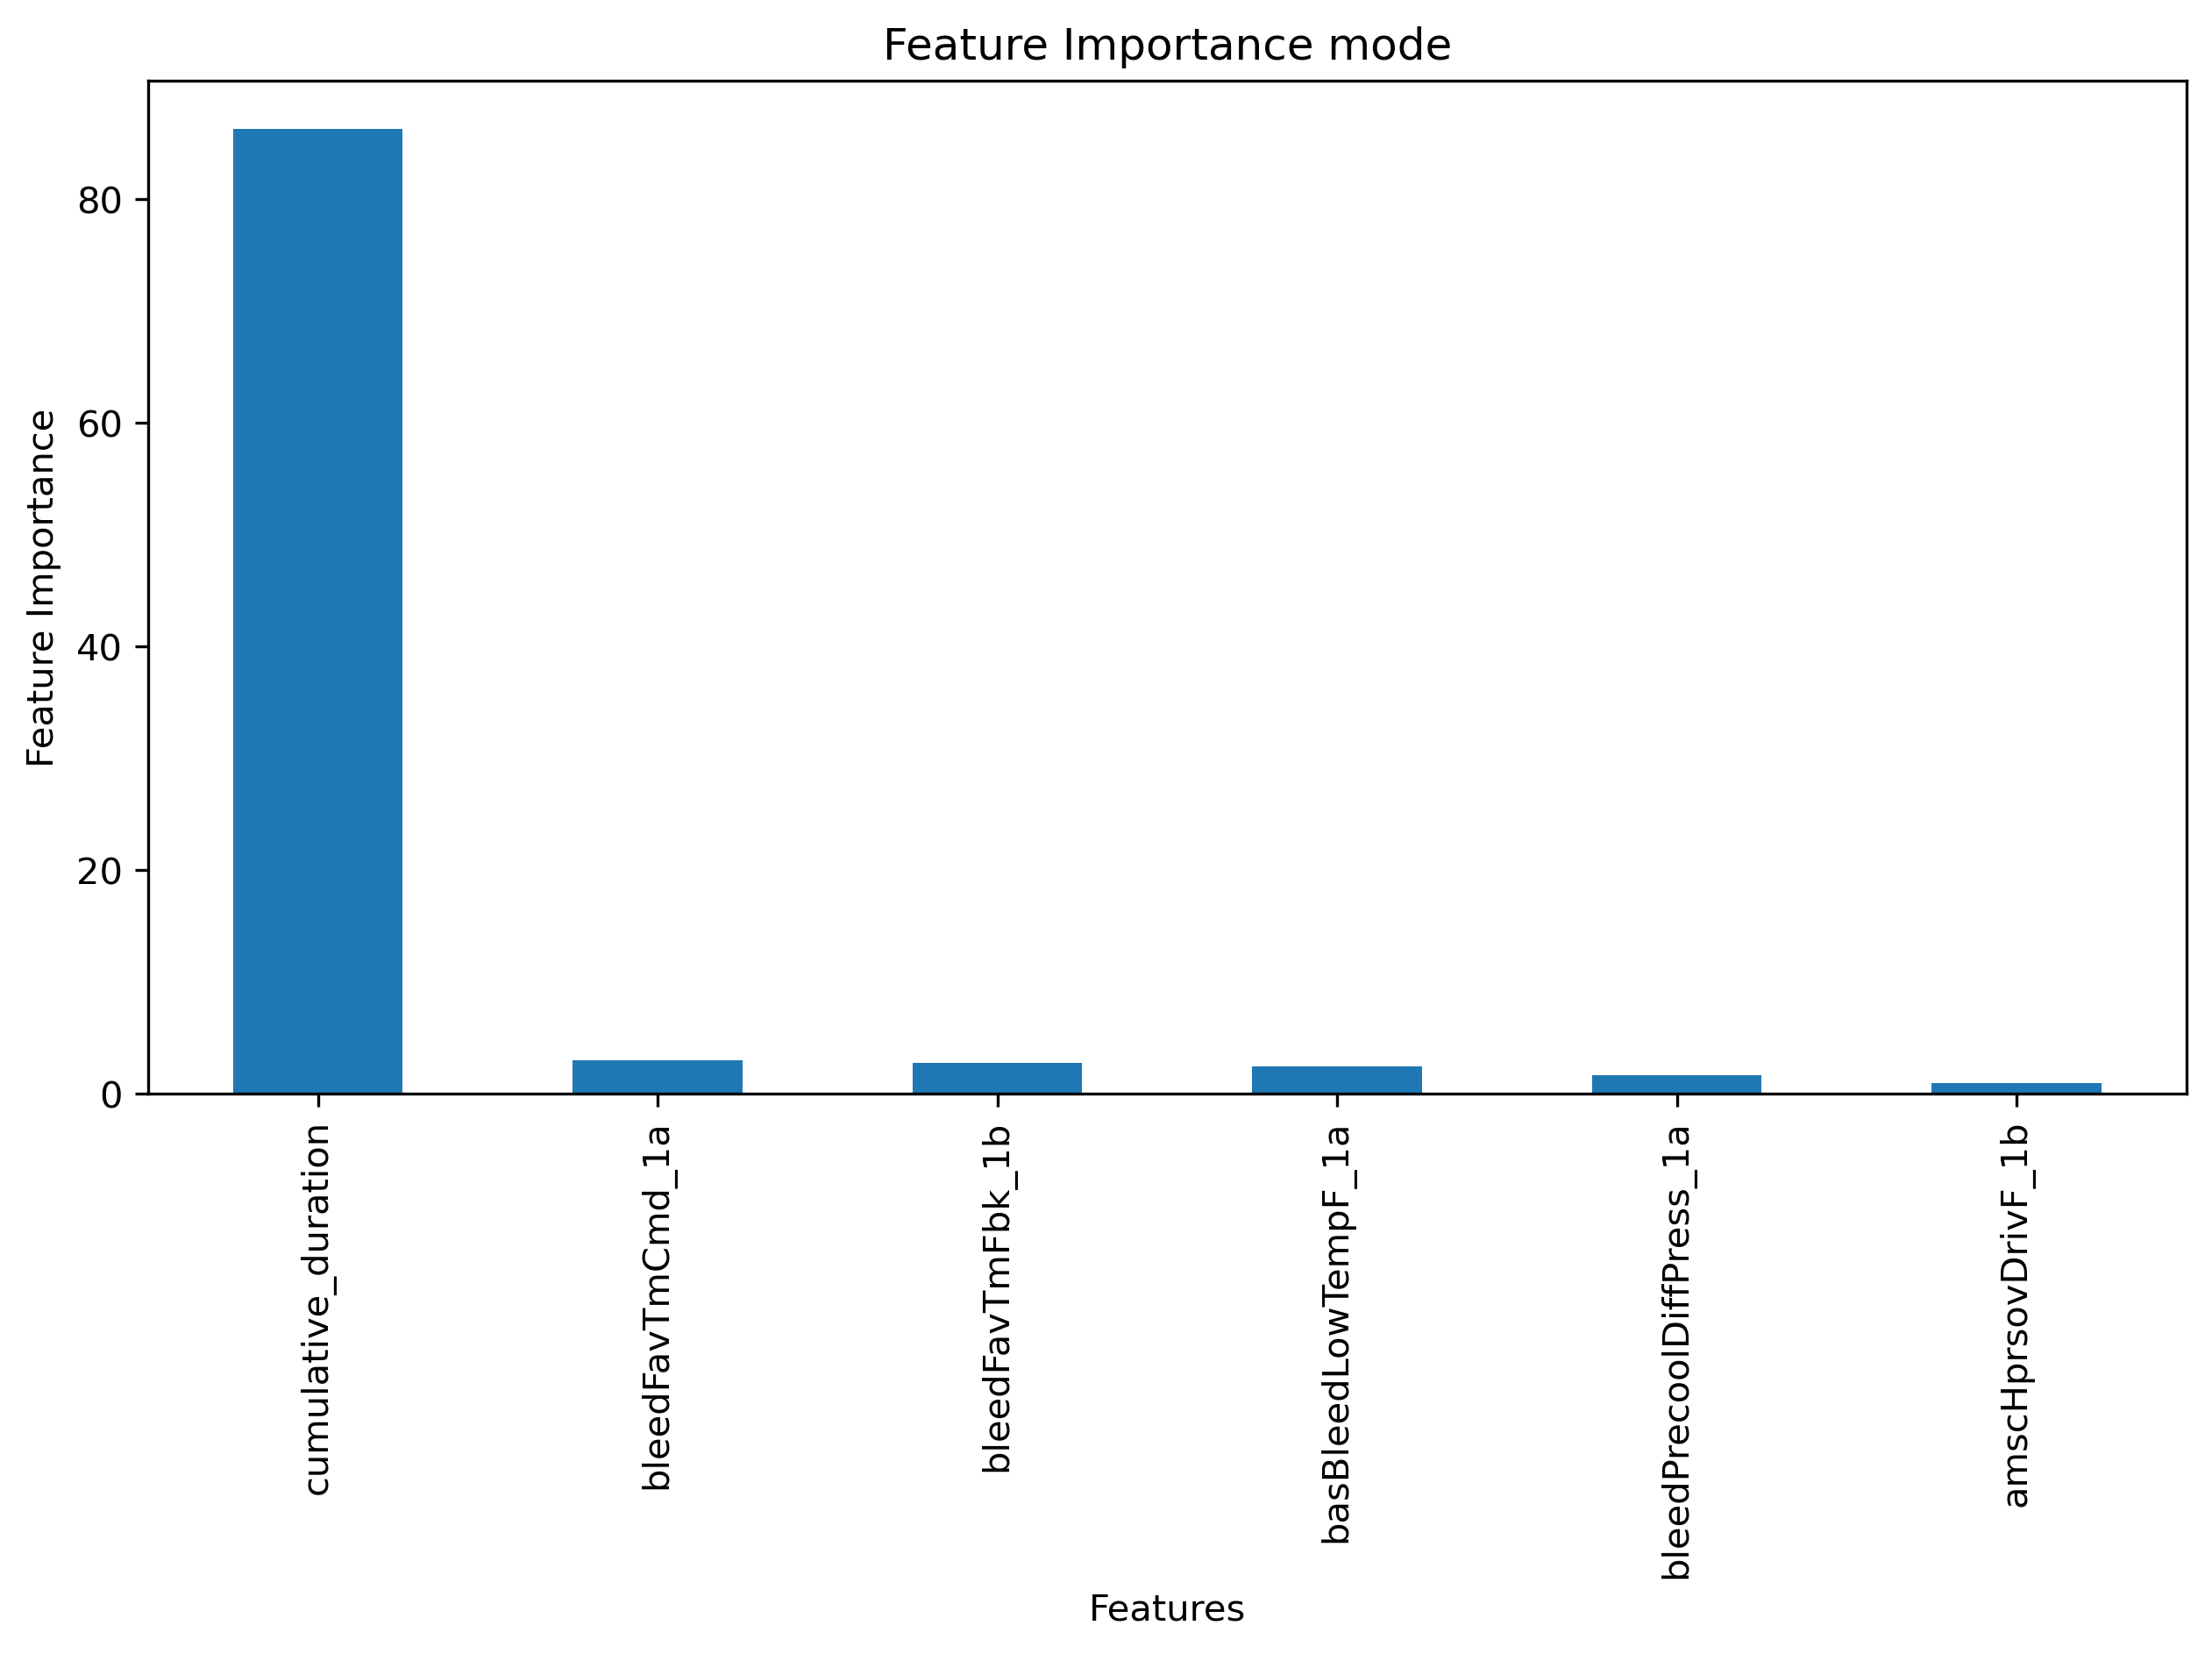 Feature Importance mode
Feature Importance
80
60
40
20
0
cumulative_duration
bleedFavTmCmd_1a
bleedFavTmFbk_1b
basBleedLowTempF_1a
bleedPrecoolDiffPress_1a
amscHprsovDrivF_1b
Features